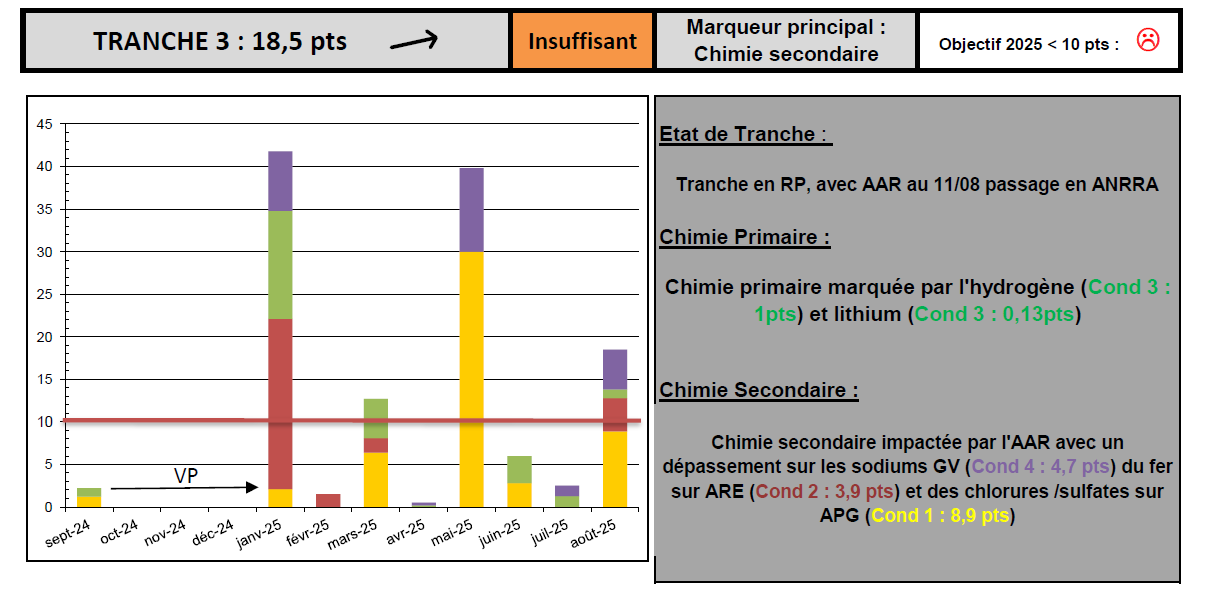 TRANCHE 3 : 18,5 pts
Insuffisant
Marqueur principal :
Chimie secondaire
Objectif 2025 < 10 pts :
45
40
35
30
25
20
15
10
5
0
VP
sept-24
oct-24
nov-24
déc-24
janv-25
févr-25
mars-25
avr-25
mai-25
juin-25
juil-25
août-25
Etat de Tranche :
Tranche en RP, avec AAR au 11/08 passage en ANRRA
Chimie Primaire :
Chimie primaire marquée par l'hydrogène (Cond 3 :
1pts) et lithium (Cond 3 : 0,13pts)
Chimie Secondaire :
Chimie secondaire impactée par l'AAR avec un
dépassement sur les sodiums GV (Cond 4 : 4,7 pts) du fer
sur ARE (Cond 2 : 3,9 pts) et des chlorures /sulfates sur
APG (Cond 1 : 8,9 pts)